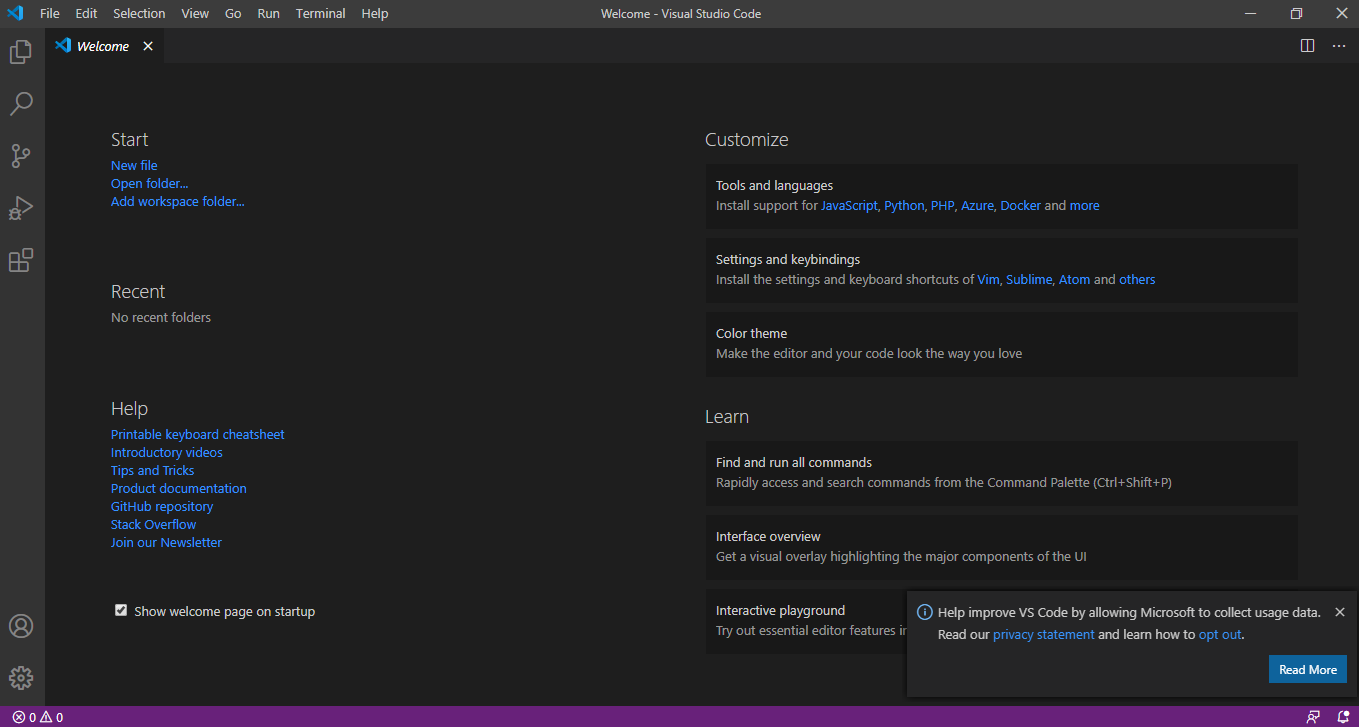 File Edit Selection View Go Run Terminal Help
Welcome - Visual Studio Code
Welcome
Start
New file
Open folder...
Add workspace folder...
Recent
No recent folders
Help
Printable keyboard cheatsheet
Introductory videos
Tips and Tricks
Product documentation
GitHub repository
Stack Overflow
Join our Newsletter
Show welcome page on startup
Customize
Tools and languages
Install support for JavaScript, Python, PHP, Azure, Docker and more
Settings and keybindings
Install the settings and keyboard shortcuts of Vim, Sublime, Atom and others
Color theme
Make the editor and your code look the way you love
Learn
Find and run all commands
Rapidly access and search commands from the Command Palette (Ctrl+Shift+P)
Interface overview
Get a visual overlay highlighting the major components of the UI
Interactive playground
Try out essential editor features in
Help improve VS Code by allowing Microsoft to collect usage data.
Read our privacy statement and learn how to opt out.
Read More
0 0